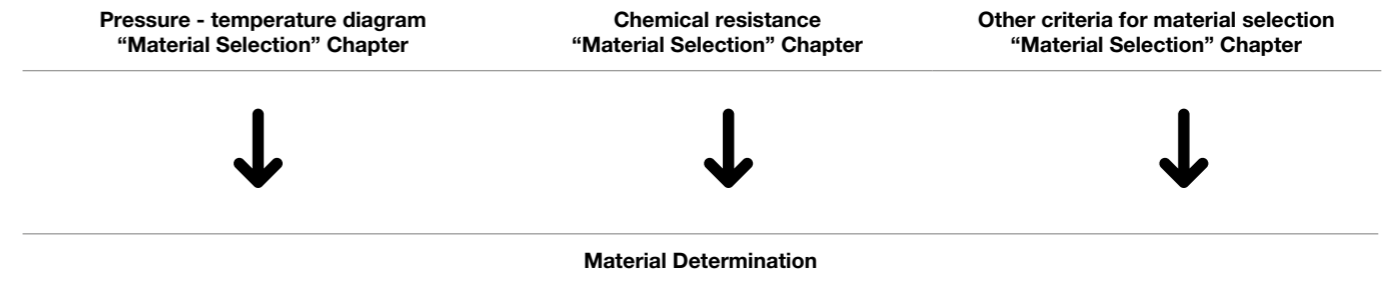 Pressure - temperature diagram
“Material Selection” Chapter
Chemical resistance
“Material Selection” Chapter
Other criteria for material selection
“Material Selection” Chapter
Material Determination